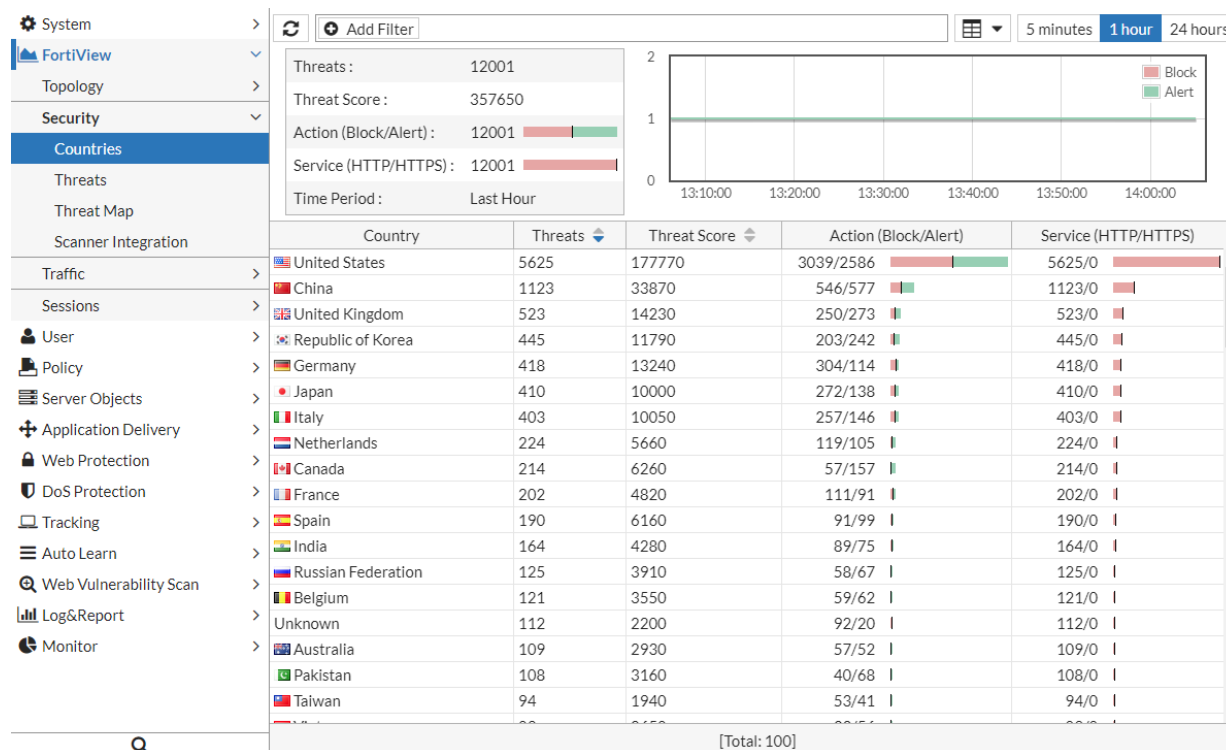 System
FortiView
Topology
Security
Countries
Threats
Threat Map
Scanner Integration
Traffic
Sessions
User
Policy
Server Objects
Application Delivery
Web Protection
DoS Protection
Tracking
Auto Learn
Web Vulnerability Scan
Log&Report
Monitor
Add Filter
5 minutes 1 hour 24 hours
Threats : 12001
Threat Score : 357650
Action (Block/Alert) : 12001
Service (HTTP/HTTPS) : 12001
Time Period : Last Hour
2
1
0
Block
Alert
13:10:00 13:20:00 13:30:00 13:40:00 13:50:00 14:00:00
Country Threats Threat Score Action (Block/Alert) Service (HTTP/HTTPS)
United States 5625 177770 3039/2586 5625/0
China 1123 33870 546/577 1123/0
United Kingdom 523 14230 250/273 523/0
Republic of Korea 445 11790 203/242 445/0
Germany 418 13240 304/114 418/0
Japan 410 10000 272/138 410/0
Italy 403 10050 257/146 403/0
Netherlands 224 5660 119/105 224/0
Canada 214 6260 57/157 214/0
France 202 4820 111/91 202/0
Spain 190 6160 91/99 190/0
India 164 4280 89/75 164/0
Russian Federation 125 3910 58/67 125/0
Belgium 121 3550 59/62 121/0
Unknown 112 2200 92/20 112/0
Australia 109 2930 57/52 109/0
Pakistan 108 3160 40/68 108/0
Taiwan 94 1940 53/41 94/0
[Total: 100]